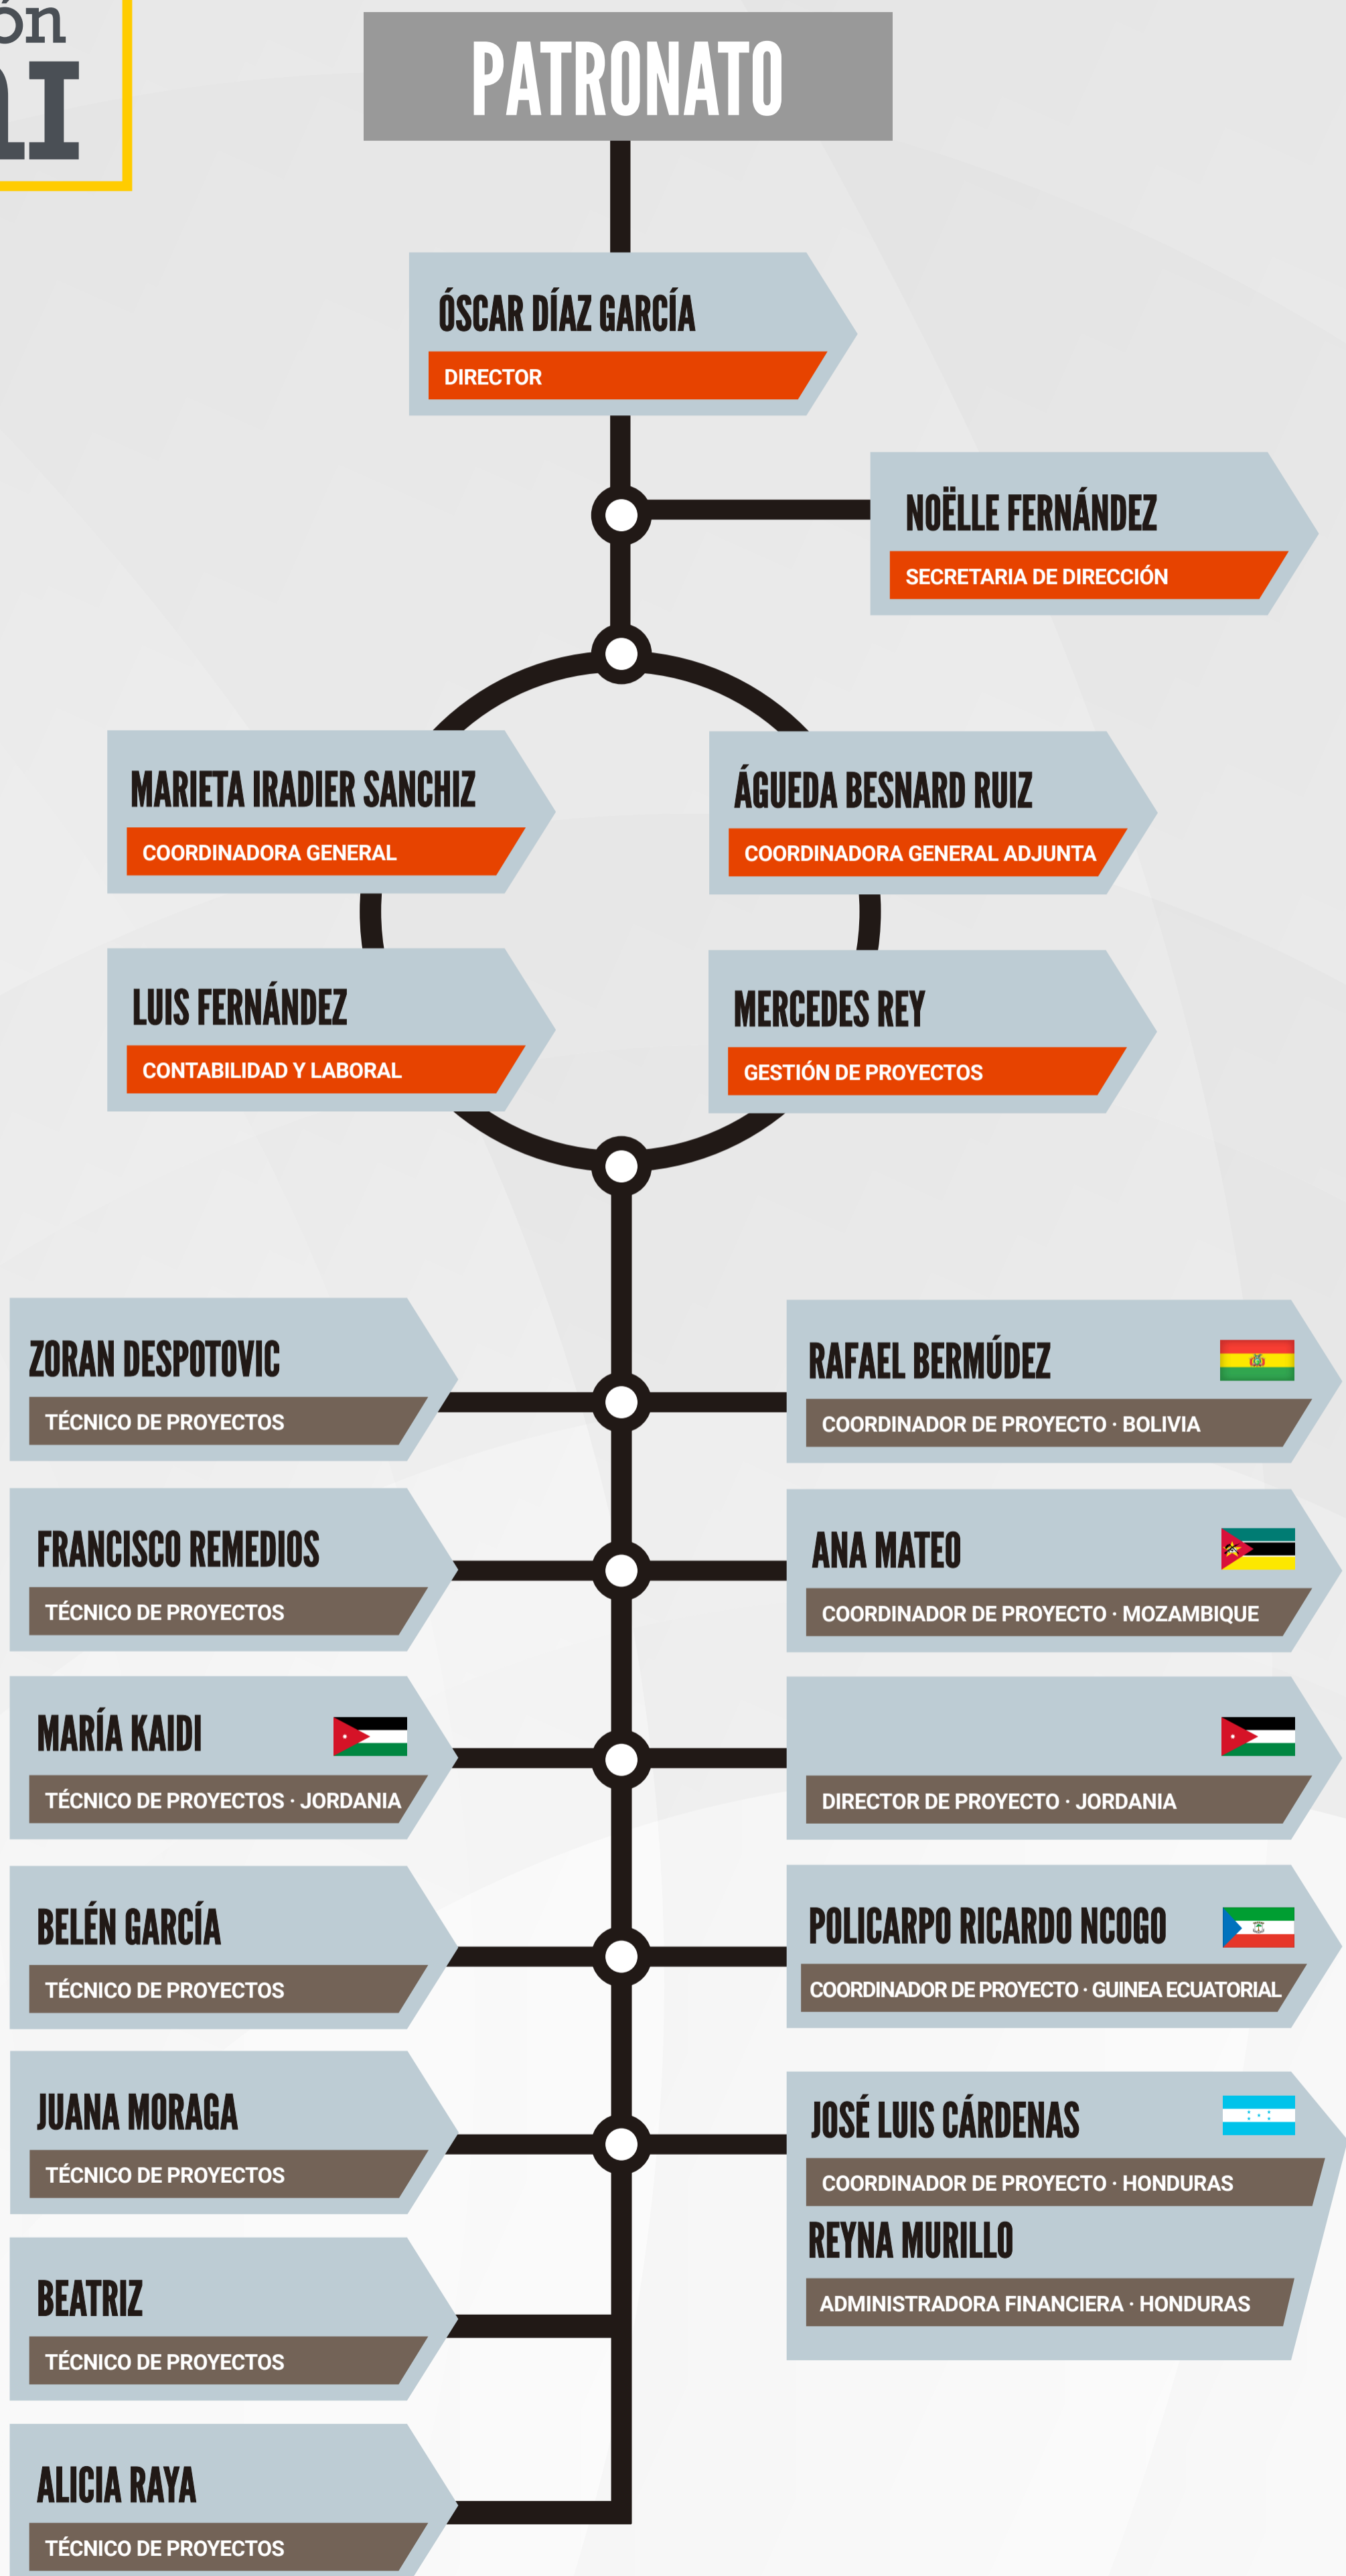 ón
PATRONATO
ÓSCAR DÍAZ GARCÍA
DIRECTOR
NOËLLE FERNÁNDEZ
SECRETARIA DE DIRECCIÓN
MARIETA IRADIER SANCHIZ
COORDINADORA GENERAL
ÁGUEDA BESNARD RUIZ
COORDINADORA GENERAL ADJUNTA
LUIS FERNÁNDEZ
CONTABILIDAD Y LABORAL
MERCEDES REY
GESTIÓN DE PROYECTOS
ZORAN DESPOTOVIC
TÉCNICO DE PROYECTOS
RAFAEL BERMÚDEZ
COORDINADOR DE PROYECTO · BOLIVIA
FRANCISCO REMEDIOS
TÉCNICO DE PROYECTOS
ANA MATEO
COORDINADOR DE PROYECTO · MOZAMBIQUE
MARÍA KAIDI
TÉCNICO DE PROYECTOS · JORDANIA
DIRECTOR DE PROYECTO · JORDANIA
BELÉN GARCÍA
TÉCNICO DE PROYECTOS
POLICARPO RICARDO NCOGO
COORDINADOR DE PROYECTO · GUINEA ECUATORIAL
JUANA MORAGA
TÉCNICO DE PROYECTOS
JOSÉ LUIS CÁRDENAS
COORDINADOR DE PROYECTO · HONDURAS
REYNA MURILLO
ADMINISTRADORA FINANCIERA · HONDURAS
BEATRIZ
TÉCNICO DE PROYECTOS
ALICIA RAYA
TÉCNICO DE PROYECTOS